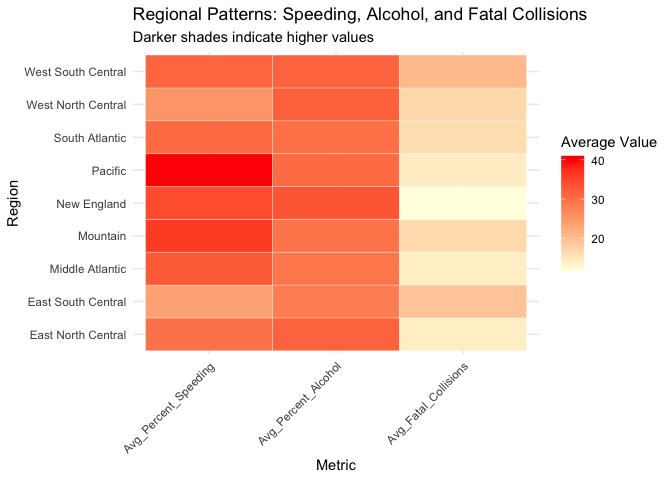 Regional Patterns: Speeding, Alcohol, and Fatal Collisions
Darker shades indicate higher values
Region
West South Central
West North Central
South Atlantic
Pacific
New England
Mountain
Middle Atlantic
East South Central
East North Central
Avg_Percent_Speeding
Avg_Percent_Alcohol
Avg_Fatal_Collisions
Metric
Average Value
40
30
20